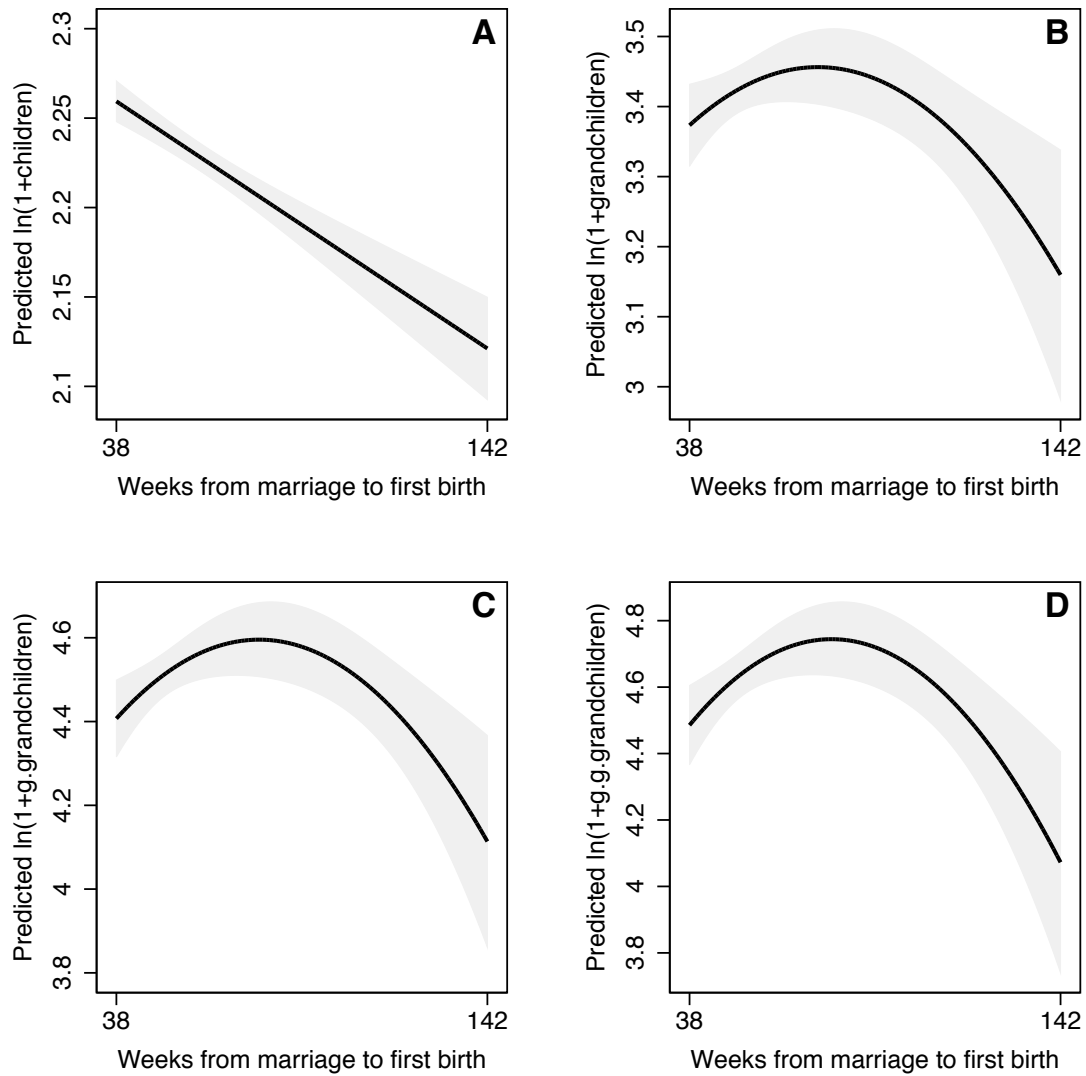 A
Predicted ln(1+children)
2.3
2.25
2.2
2.15
2.1
38
142
Weeks from marriage to first birth
B
Predicted ln(1+grandchildren)
3.5
3.4
3.3
3.2
3.1
3
38
142
Weeks from marriage to first birth
C
Predicted ln(1+g.grandchildren)
4.6
4.4
4.2
4
3.8
38
142
Weeks from marriage to first birth
D
Predicted ln(1+g.g.grandchildren)
4.8
4.6
4.4
4.2
4
3.8
38
142
Weeks from marriage to first birth